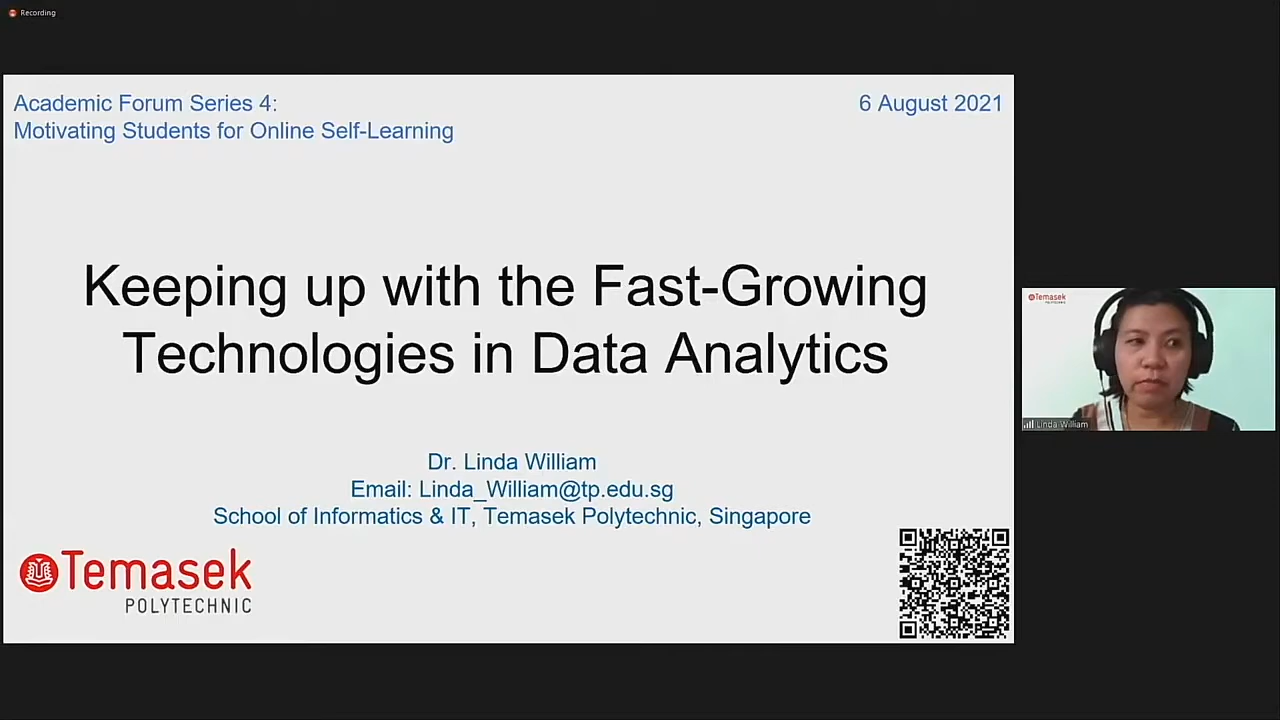 Recording
Academic Forum Series 4:
Motivating Students for Online Self-Learning
6 August 2021
Keeping up with the Fast-Growing
Technologies in Data Analytics
Dr. Linda William
Email: Linda_William@tp.edu.sg
School of Informatics & IT, Temasek Polytechnic, Singapore
Temasek
POLYTECHNIC
Temasek
POLYTECHNIC
Linda William